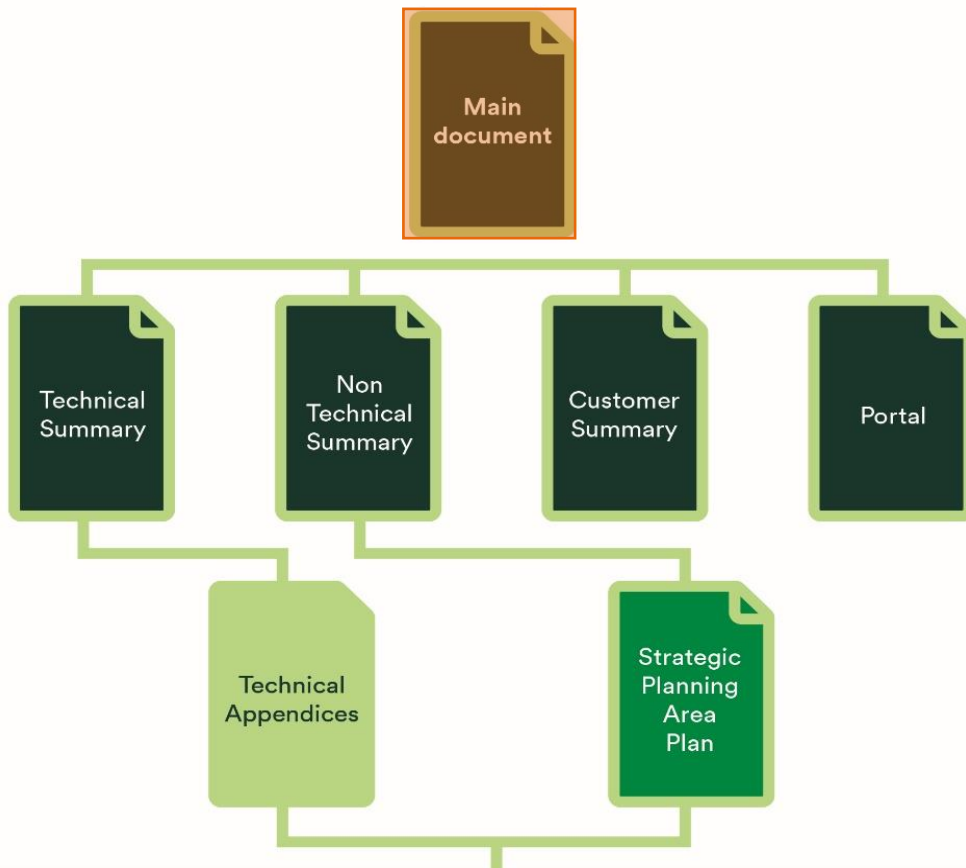 Main
document
Technical
Summary
Non
Technical
Summary
Customer
Summary
Portal
Technical
Appendices
Strategic
Planning
Area
Plan